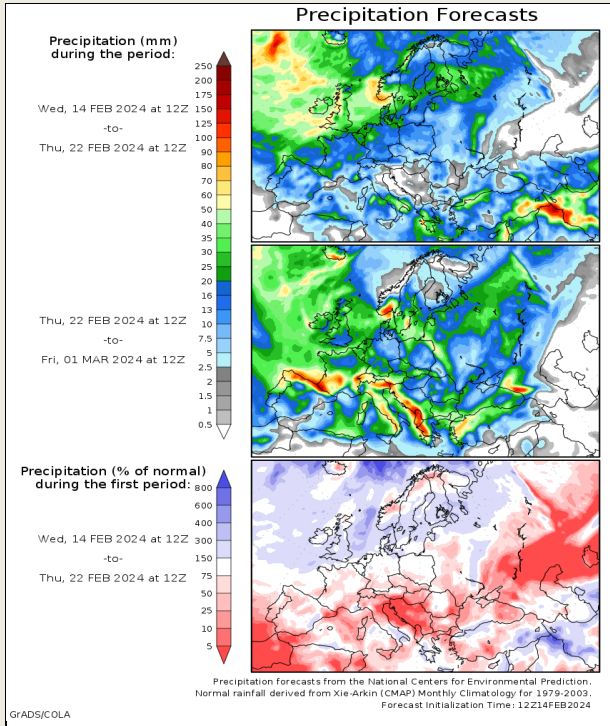 Precipitation Forecasts
Precipitation (mm)
during the period:
Wed, 14 FEB 2024 at 12Z
-to-
Thu, 22 FEB 2024 at 12Z
250
200
175
150
125
100
90
80
70
60
50
40
35
30
25
20
16
13
10
7.5
5
2.5
2
1.5
1
0.5
Thu, 22 FEB 2024 at 12Z
-to-
Fri, 01 MAR 2024 at 12Z
Precipitation (% of normal)
during the first period:
Wed, 14 FEB 2024 at 12Z
-to-
Thu, 22 FEB 2024 at 12Z
800
600
400
300
150
75
50
25
10
5
Precipitation forecasts from the National Centers for Environmental Prediction.
Normal rainfall derived from Xie-Arkin (CMAP) Monthly Climatology for 1979-2003.
Forecast Initialization Time: 12Z14FEB2024
GrADS/COLA